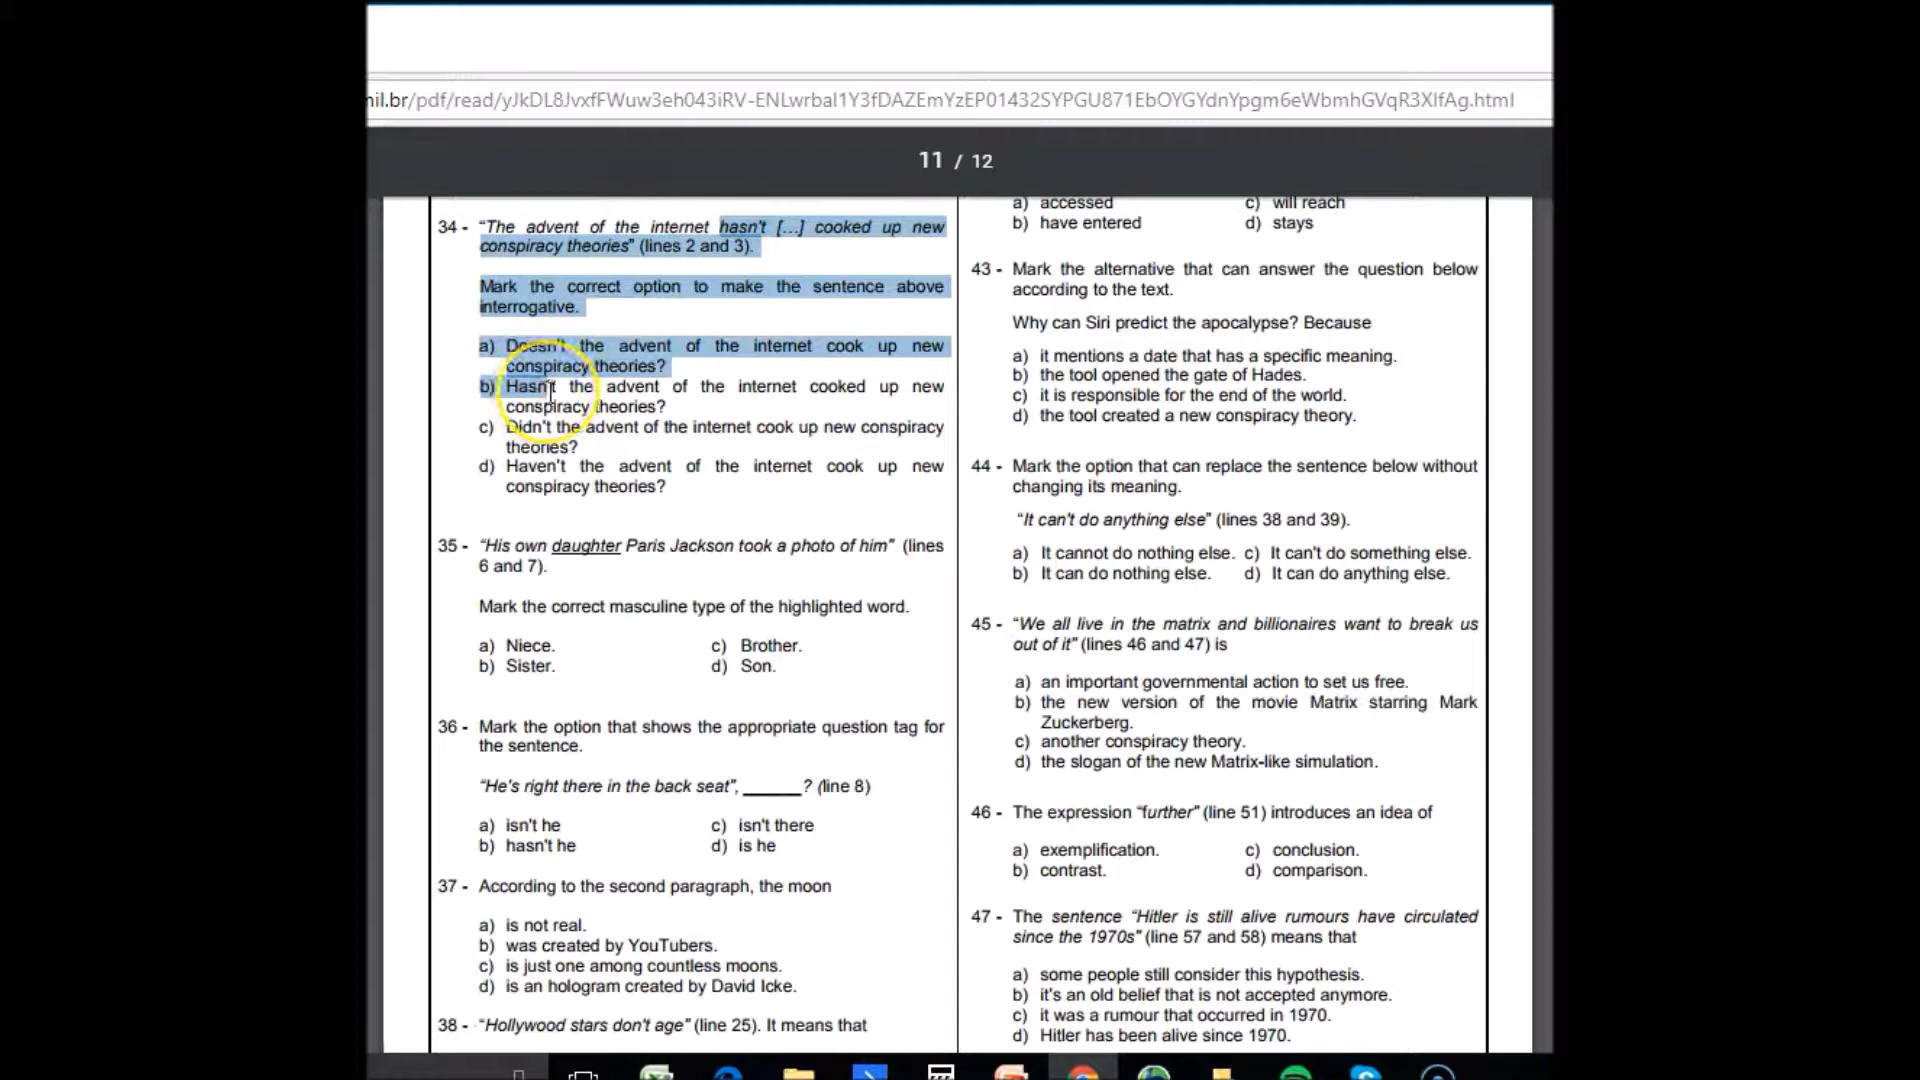 nil.br/pdf/read/yJkDL8JvxfFWuw3eh043iRV-ENLwrbal1Y3fDAZEmYzEP01432SYPGU871EbOYGYdnYpgm6eWbmhGVqR3XlfAg.html
11 / 12
34 - “The advent of the internet hasn't [...] cooked up new
conspiracy theories” (lines 2 and 3).
Mark the correct option to make the sentence above
interrogative.
a) Doesn't the advent of the internet cook up new
conspiracy theories?
b) Hasn't the advent of the internet cooked up new
conspiracy theories?
c) Didn't the advent of the internet cook up new conspiracy
theories?
d) Haven't the advent of the internet cook up new
conspiracy theories?
35 - “His own daughter Paris Jackson took a photo of him” (lines
6 and 7).
Mark the correct masculine type of the highlighted word.
a) Niece. c) Brother.
b) Sister. d) Son.
36 - Mark the option that shows the appropriate question tag for
the sentence.
“He's right there in the back seat”, ______? (line 8)
a) isn't he c) isn't there
b) hasn't he d) is he
37 - According to the second paragraph, the moon
a) is not real.
b) was created by YouTubers.
c) is just one among countless moons.
d) is an hologram created by David Icke.
38 - “Hollywood stars don't age” (line 25). It means that
a) accessed c) will reach
b) have entered d) stays
43 - Mark the alternative that can answer the question below
according to the text.
Why can Siri predict the apocalypse? Because
a) it mentions a date that has a specific meaning.
b) the tool opened the gate of Hades.
c) it is responsible for the end of the world.
d) the tool created a new conspiracy theory.
44 - Mark the option that can replace the sentence below without
changing its meaning.
“It can't do anything else” (lines 38 and 39).
a) It cannot do nothing else. c) It can't do something else.
b) It can do nothing else. d) It can do anything else.
45 - “We all live in the matrix and billionaires want to break us
out of it” (lines 46 and 47) is
a) an important governmental action to set us free.
b) the new version of the movie Matrix starring Mark
Zuckerberg.
c) another conspiracy theory.
d) the slogan of the new Matrix-like simulation.
46 - The expression “further” (line 51) introduces an idea of
a) exemplification. c) conclusion.
b) contrast. d) comparison.
47 - The sentence “Hitler is still alive rumours have circulated
since the 1970s” (line 57 and 58) means that
a) some people still consider this hypothesis.
b) it's an old belief that is not accepted anymore.
c) it was a rumour that occurred in 1970.
d) Hitler has been alive since 1970.